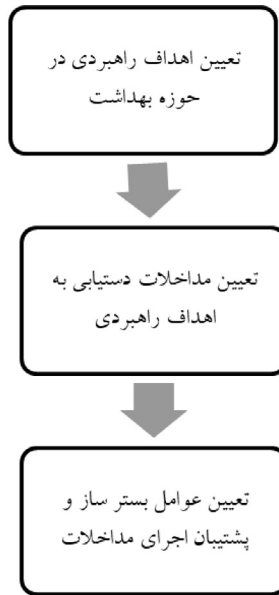 تعیین اهداف راهبردی در
حوزه بهداشت
تعیین مداخلات دستیابی به
اهداف راهبردی
تعیین عوامل بستر ساز و
پشتیبان اجرای مداخلات